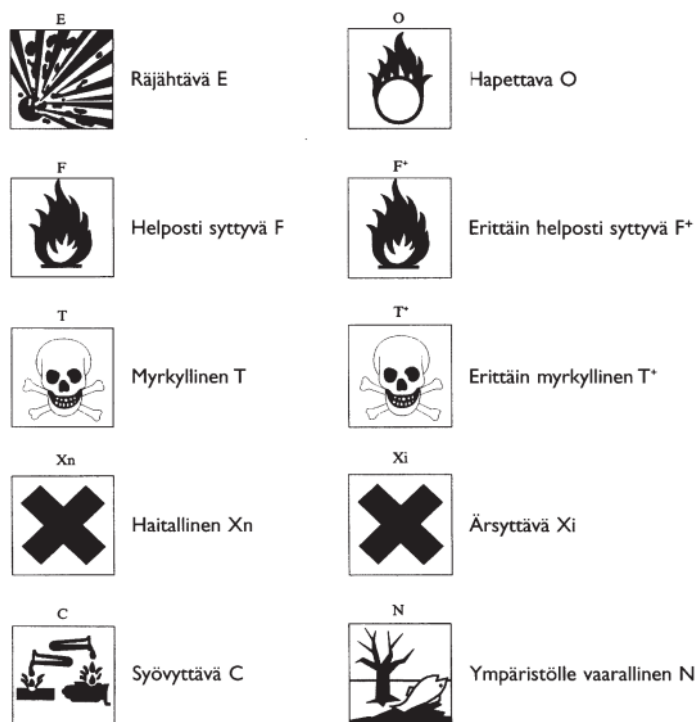 E
Räjähtävä E
O
Hapettava O
F
Helposti syttyvä F
F+
Erittäin helposti syttyvä F+
T
Myrkyllinen T
T+
Erittäin myrkyllinen T+
Xn
Haitallinen Xn
Xi
Ärsyttävä Xi
C
Syövyttävä C
N
Ympäristölle vaarallinen N